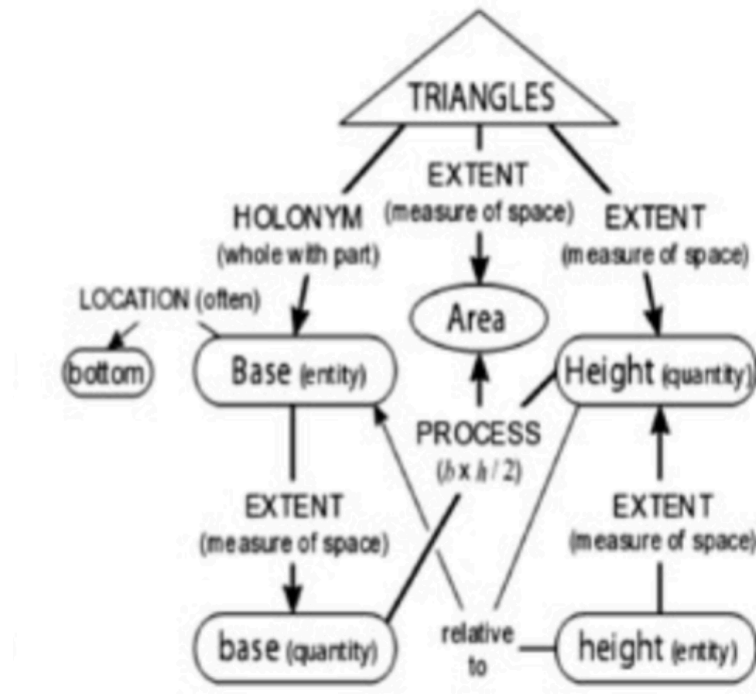 TRIANGLES
EXTENT
(measure of space)
HOLONYM
(whole with part)
EXTENT
(measure of space)
LOCATION (often)
Area
bottom
Base (entity)
Height (quantity)
PROCESS
(b x h / 2)
EXTENT
(measure of space)
EXTENT
(measure of space)
base (quantity)
relative
to
height (entity)